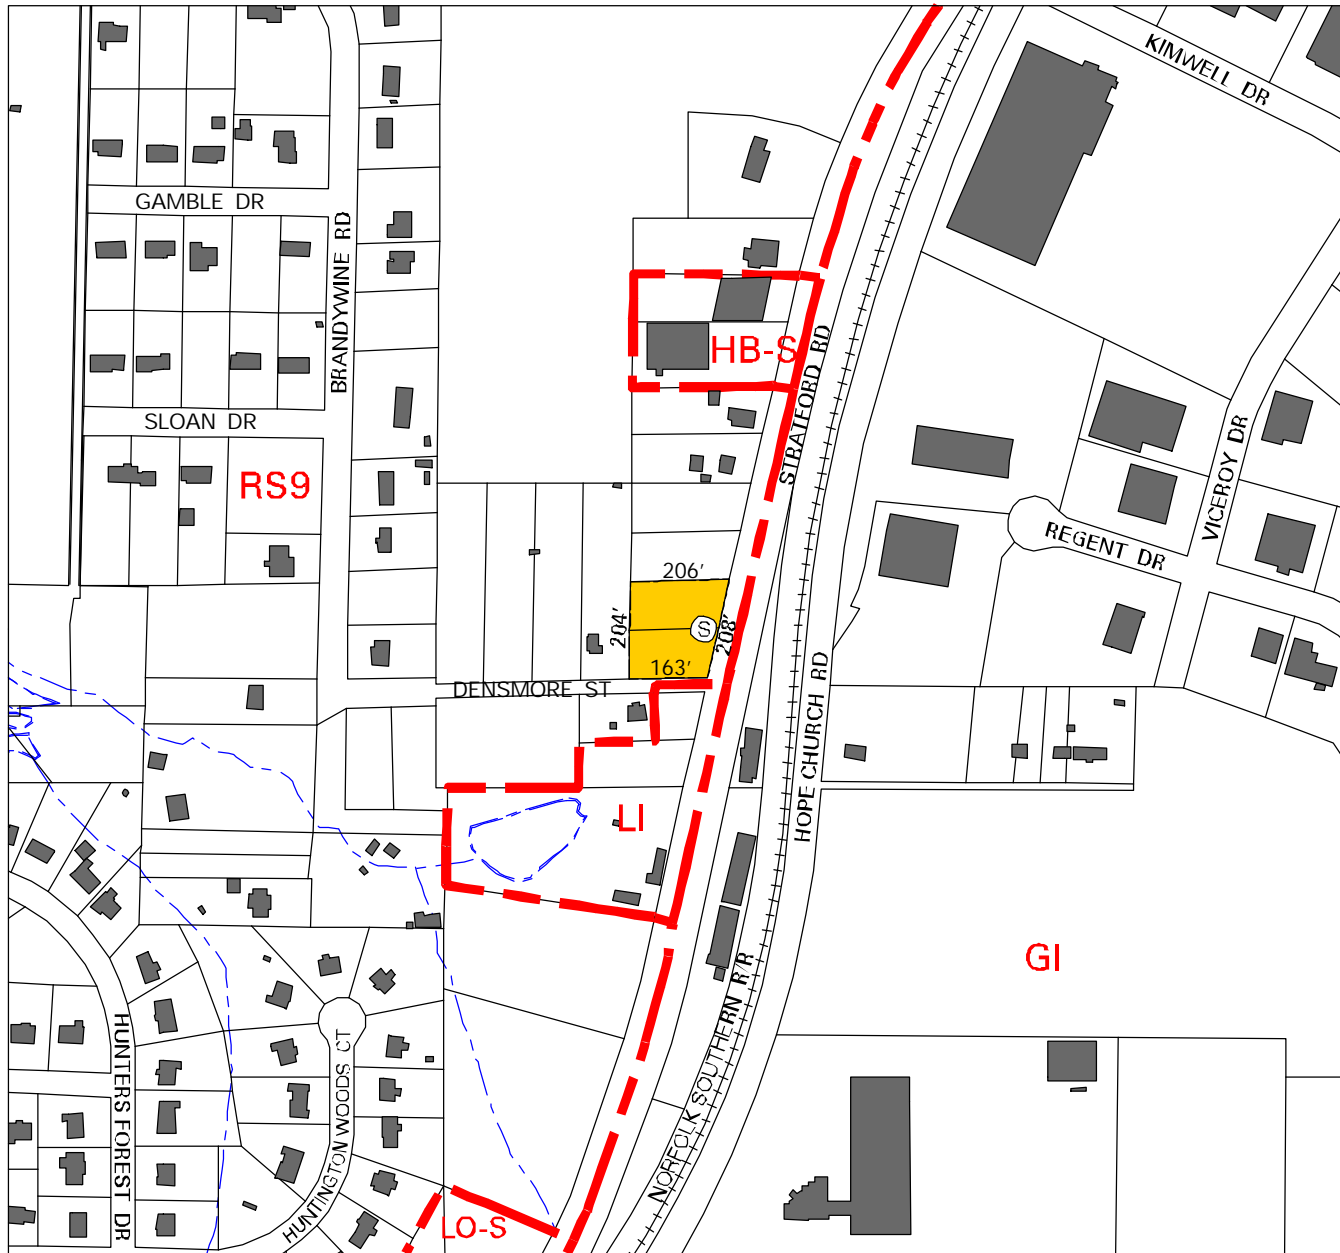 KIMWELL DR
GAMBLE DR
BRANDYWINE RD
HB-S
STRATFORD RD
SLOAN DR
RS9
VICEROY DR
REGENT DR
206'
204'
S
208'
163'
DENSMORE ST
HOPE CHURCH RD
LI
GI
NORFOLK SOUTHERN R/R
HUNTERS FOREST DR
HUNTINGTON WOODS CT
LO-S